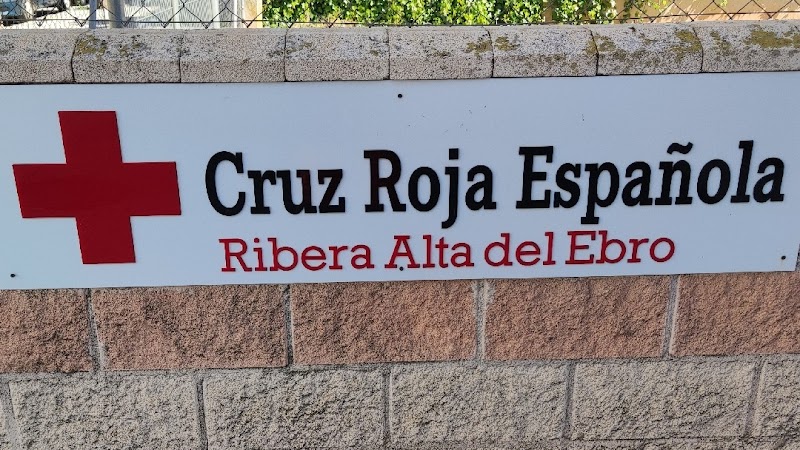 Cruz Roja Española
Ribera Alta del Ebro